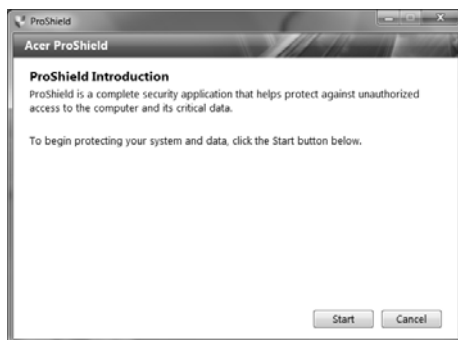 ProShield
Acer ProShield
ProShield Introduction
ProShield is a complete security application that helps protect against unauthorized
access to the computer and its critical data.
To begin protecting your system and data, click the Start button below.
Start Cancel